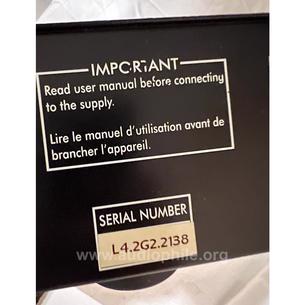 IMPORTANT
Read user manual before connecting
to the supply.
Lire le manuel d'utilisation avant de
brancher l'appareil.
www.audiophile.org
SERIAL NUMBER
L4.2G2.2138